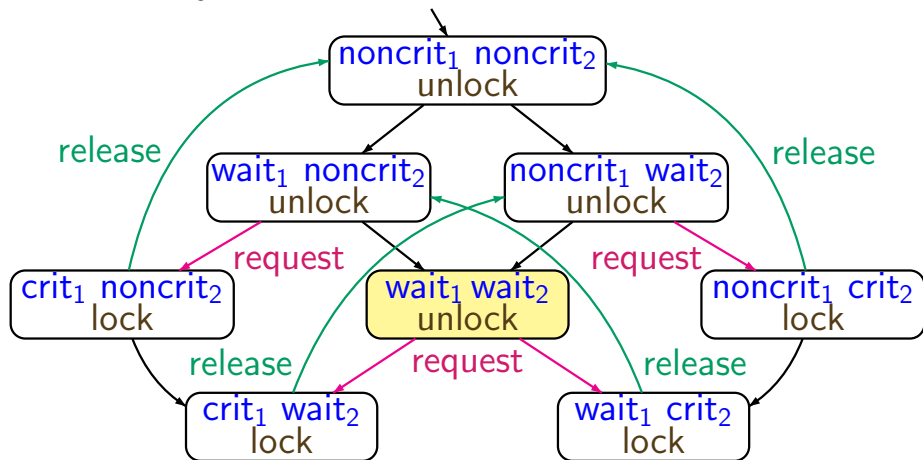 noncrit₁ noncrit₂
unlock
release
release
wait₁ noncrit₂
unlock
noncrit₁ wait₂
unlock
request
request
crit₁ noncrit₂
lock
wait₁ wait₂
unlock
noncrit₁ crit₂
lock
release
request
release
crit₁ wait₂
lock
wait₁ crit₂
lock